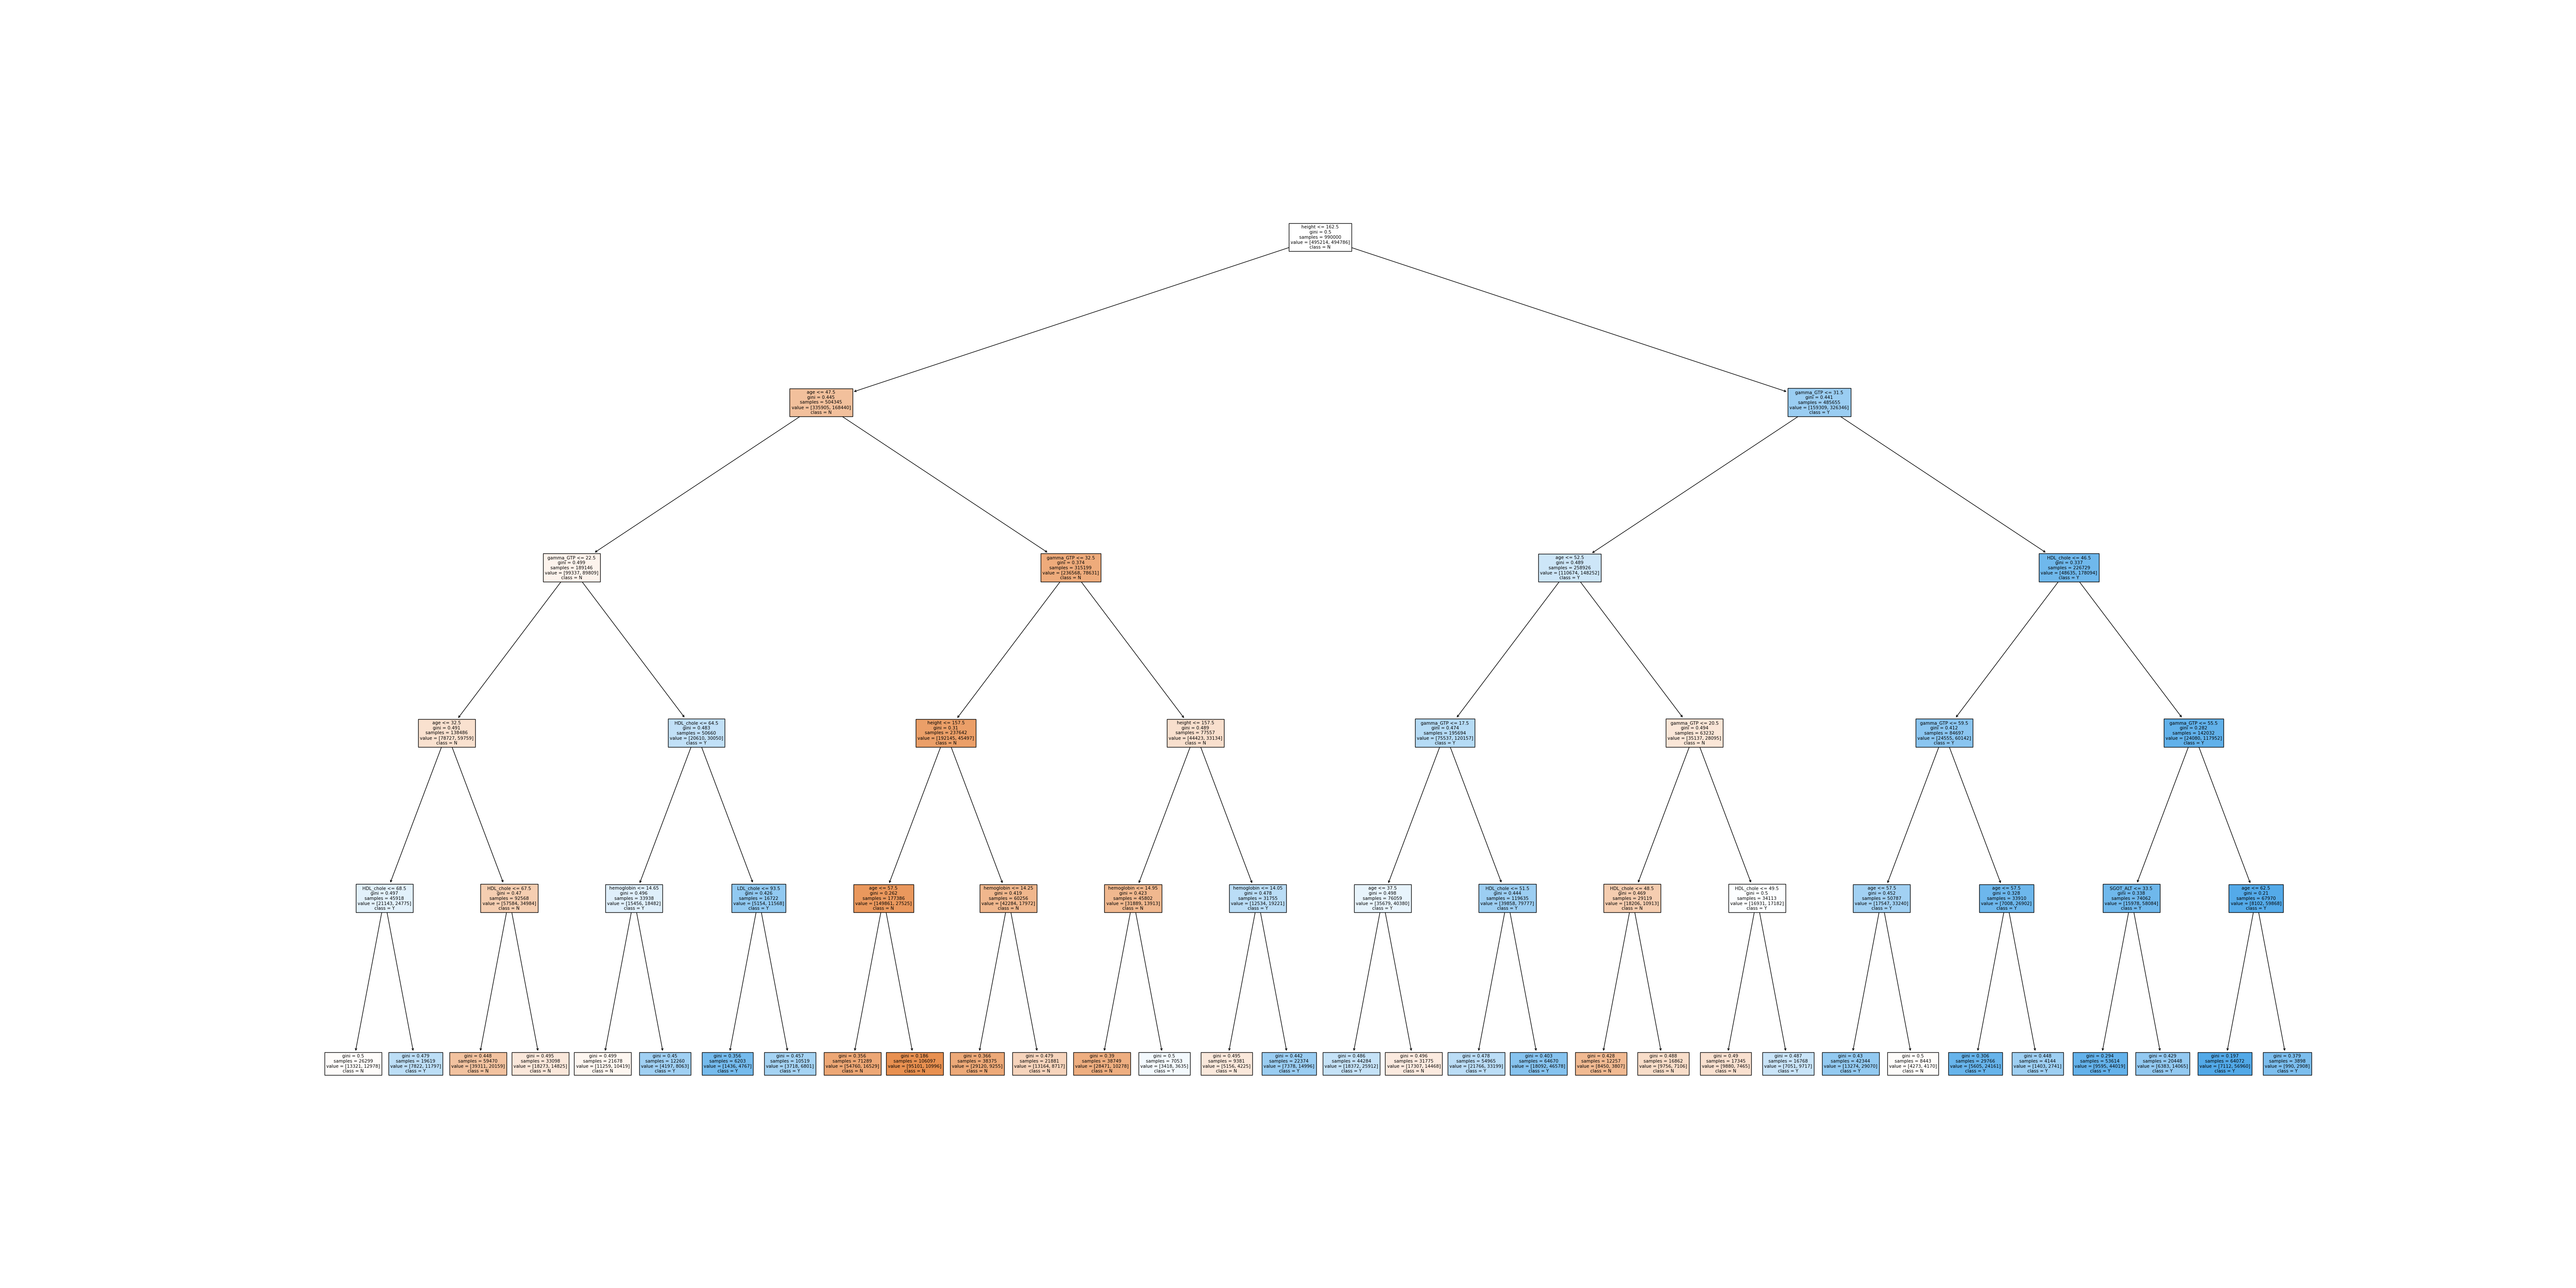 height <= 162.5
gini = 0.5
samples = 990000
value = [495214, 494786]
class = N
age <= 47.5
gini = 0.445
samples = 504345
value = [335905, 168440]
class = N
gamma_GTP <= 31.5
gini = 0.441
samples = 485655
value = [159309, 326346]
class = Y
gamma_GTP <= 22.5
gini = 0.499
samples = 189146
value = [99337, 89809]
class = N
gamma_GTP <= 32.5
gini = 0.374
samples = 315199
value = [236568, 78631]
class = N
age <= 52.5
gini = 0.489
samples = 258926
value = [110674, 148252]
class = Y
HDL_chole <= 46.5
gini = 0.337
samples = 226729
value = [48635, 178094]
class = Y
age <= 32.5
gini = 0.491
samples = 138486
value = [78727, 59759]
class = N
HDL_chole <= 64.5
gini = 0.483
samples = 50660
value = [20610, 30050]
class = Y
height <= 157.5
gini = 0.31
samples = 237642
value = [192145, 45497]
class = N
height <= 157.5
gini = 0.489
samples = 77557
value = [44423, 33134]
class = N
gamma_GTP <= 17.5
gini = 0.474
samples = 195694
value = [75537, 120157]
class = Y
gamma_GTP <= 20.5
gini = 0.494
samples = 63232
value = [35137, 28095]
class = N
gamma_GTP <= 59.5
gini = 0.412
samples = 84697
value = [24555, 60142]
class = Y
gamma_GTP <= 55.5
gini = 0.282
samples = 142032
value = [24080, 117952]
class = Y
HDL_chole <= 68.5
gini = 0.497
samples = 45918
value = [21143, 24775]
class = Y
HDL_chole <= 67.5
gini = 0.47
samples = 92568
value = [57584, 34984]
class = N
hemoglobin <= 14.65
gini = 0.496
samples = 33938
value = [15456, 18482]
class = Y
LDL_chole <= 93.5
gini = 0.426
samples = 16722
value = [5154, 11568]
class = Y
age <= 57.5
gini = 0.262
samples = 177386
value = [149861, 27525]
class = N
hemoglobin <= 14.25
gini = 0.419
samples = 60256
value = [42284, 17972]
class = N
hemoglobin <= 14.95
gini = 0.423
samples = 45802
value = [31889, 13913]
class = N
hemoglobin <= 14.05
gini = 0.478
samples = 31755
value = [12534, 19221]
class = Y
age <= 37.5
gini = 0.498
samples = 76059
value = [35679, 40380]
class = Y
HDL_chole <= 51.5
gini = 0.444
samples = 119635
value = [39858, 79777]
class = Y
HDL_chole <= 48.5
gini = 0.469
samples = 29119
value = [18206, 10913]
class = N
HDL_chole <= 49.5
gini = 0.5
samples = 34113
value = [16931, 17182]
class = Y
age <= 57.5
gini = 0.452
samples = 50787
value = [17547, 33240]
class = Y
age <= 57.5
gini = 0.328
samples = 33910
value = [7008, 26902]
class = Y
SGOT_ALT <= 33.5
gini = 0.338
samples = 74062
value = [15978, 58084]
class = Y
age <= 62.5
gini = 0.21
samples = 67970
value = [8102, 59868]
class = Y
gini = 0.5
samples = 26299
value = [13321, 12978]
class = N
gini = 0.479
samples = 19619
value = [7822, 11797]
class = Y
gini = 0.448
samples = 59470
value = [39311, 20159]
class = N
gini = 0.495
samples = 33098
value = [18273, 14825]
class = N
gini = 0.499
samples = 21678
value = [11259, 10419]
class = N
gini = 0.45
samples = 12260
value = [4197, 8063]
class = Y
gini = 0.356
samples = 6203
value = [1436, 4767]
class = Y
gini = 0.457
samples = 10519
value = [3718, 6801]
class = Y
gini = 0.356
samples = 71289
value = [54760, 16529]
class = N
gini = 0.186
samples = 106097
value = [95101, 10996]
class = N
gini = 0.366
samples = 38375
value = [29120, 9255]
class = N
gini = 0.479
samples = 21881
value = [13164, 8717]
class = N
gini = 0.39
samples = 38749
value = [28471, 10278]
class = N
gini = 0.5
samples = 7053
value = [3418, 3635]
class = Y
gini = 0.495
samples = 9381
value = [5156, 4225]
class = N
gini = 0.442
samples = 22374
value = [7378, 14996]
class = Y
gini = 0.486
samples = 44284
value = [18372, 25912]
class = Y
gini = 0.496
samples = 31775
value = [17307, 14468]
class = N
gini = 0.478
samples = 54965
value = [21766, 33199]
class = Y
gini = 0.403
samples = 64670
value = [18092, 46578]
class = Y
gini = 0.428
samples = 12257
value = [8450, 3807]
class = N
gini = 0.488
samples = 16862
value = [9756, 7106]
class = N
gini = 0.49
samples = 17345
value = [9880, 7465]
class = N
gini = 0.487
samples = 16768
value = [7051, 9717]
class = Y
gini = 0.43
samples = 42344
value = [13274, 29070]
class = Y
gini = 0.5
samples = 8443
value = [4273, 4170]
class = N
gini = 0.306
samples = 29766
value = [5605, 24161]
class = Y
gini = 0.448
samples = 4144
value = [1403, 2741]
class = Y
gini = 0.294
samples = 53614
value = [9595, 44019]
class = Y
gini = 0.429
samples = 20448
value = [6383, 14065]
class = Y
gini = 0.197
samples = 64072
value = [7112, 56960]
class = Y
gini = 0.379
samples = 3898
value = [990, 2908]
class = Y